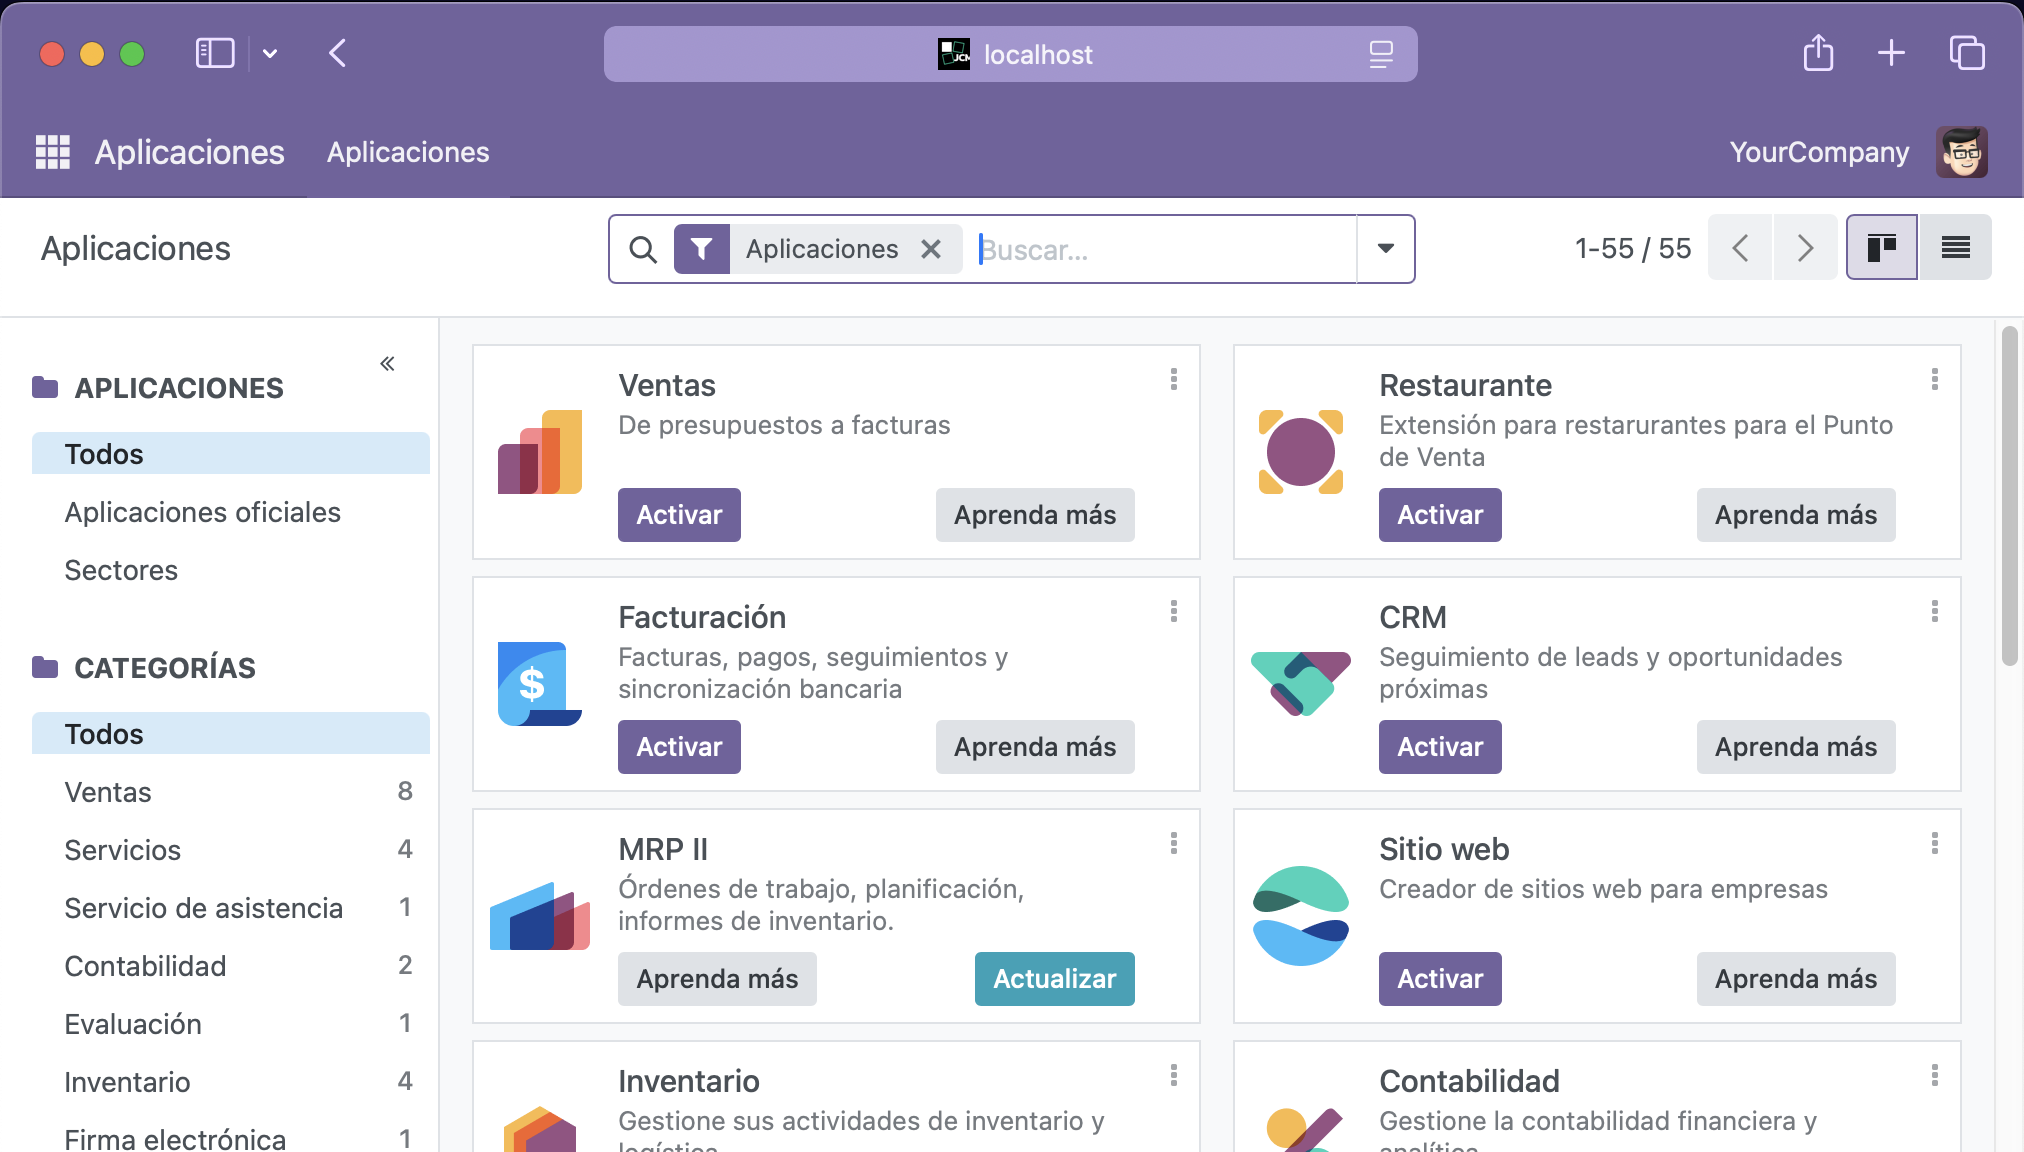 localhost
Aplicaciones
Aplicaciones
YourCompany
Aplicaciones
Aplicaciones
Buscar...
1-55 / 55
APLICACIONES
Todos
Aplicaciones oficiales
Sectores
CATEGORÍAS
Todos
Ventas 8
Servicios 4
Servicio de asistencia 1
Contabilidad 2
Evaluación 1
Inventario 4
Firma electrónica 1
Ventas
De presupuestos a facturas
Activar
Aprenda más
Restaurante
Extensión para restarurantes para el Punto
de Venta
Activar
Aprenda más
Facturación
Facturas, pagos, seguimientos y
sincronización bancaria
Activar
Aprenda más
CRM
Seguimiento de leads y oportunidades
próximas
Activar
Aprenda más
MRP II
Órdenes de trabajo, planificación,
informes de inventario.
Aprenda más
Actualizar
Sitio web
Creador de sitios web para empresas
Activar
Aprenda más
Inventario
Gestione sus actividades de inventario y
logística
Contabilidad
Gestione la contabilidad financiera y
analítica